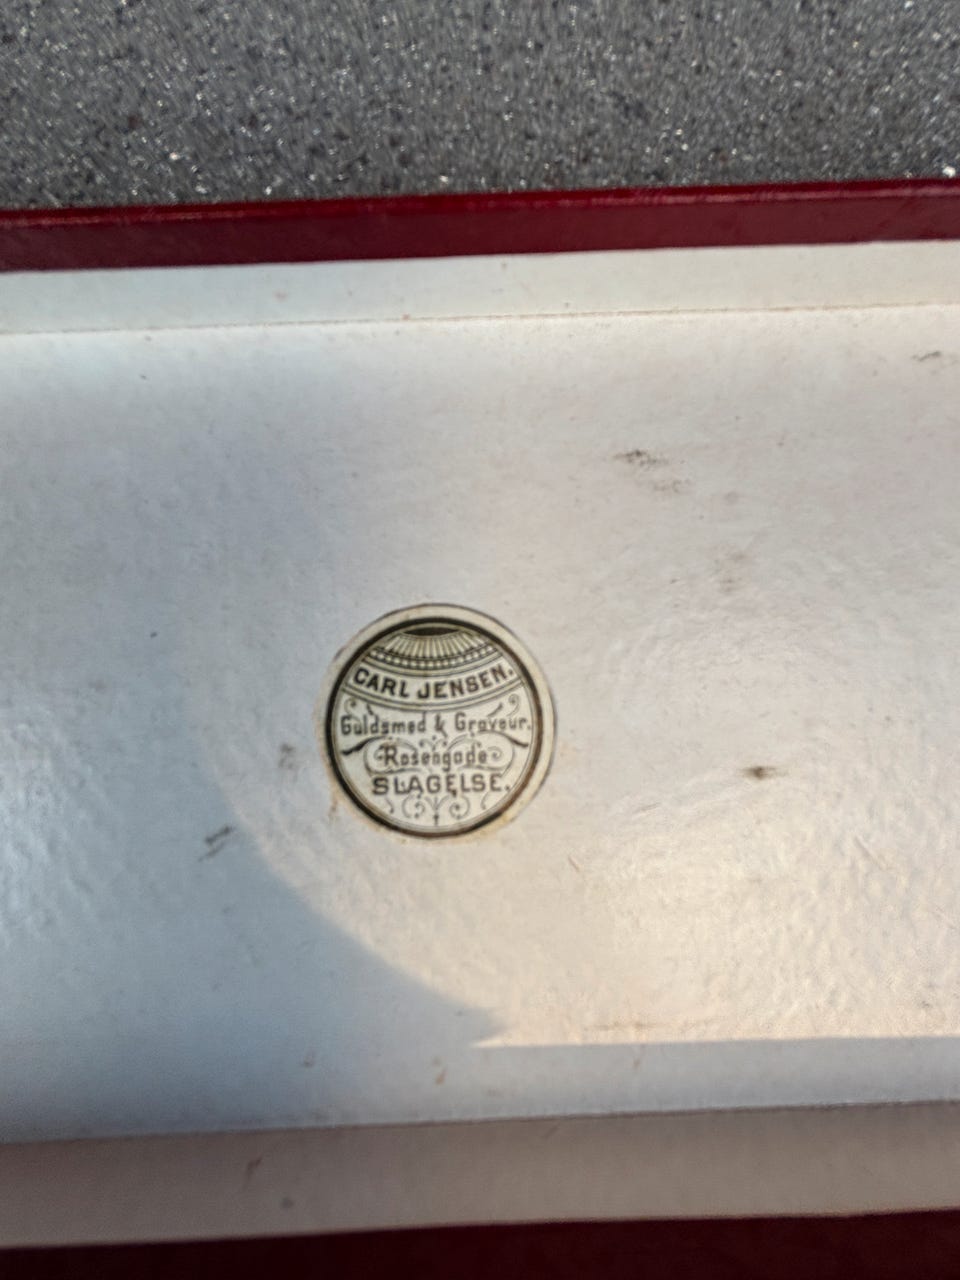 CARL JENSEN.
Guldsmed & Graveur.
Rosengade
SLAGELSE.